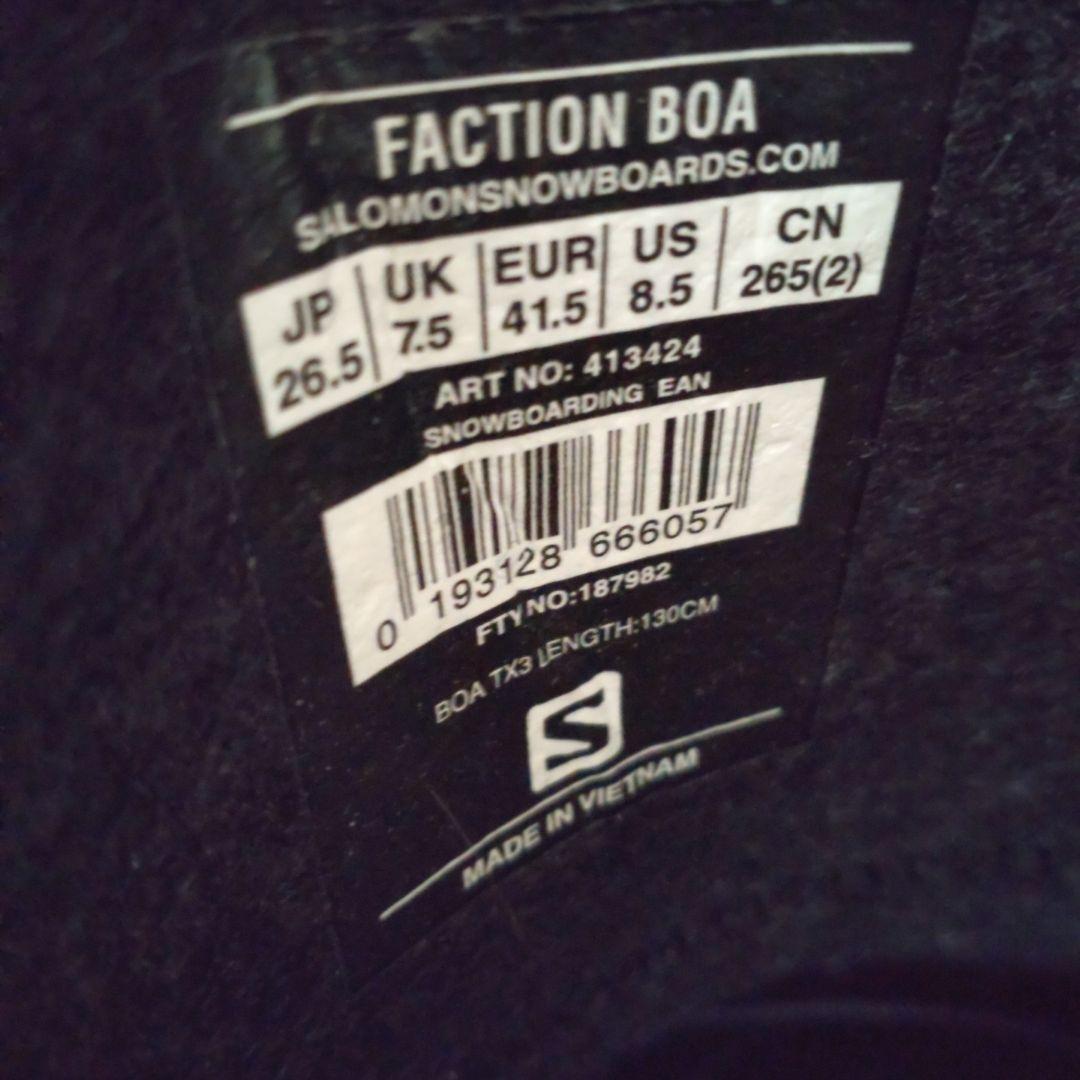 FACTION BOA
SALOMONSNOWBOARDS.COM
JP UK EUR US CN
26.5 7.5 41.5 8.5 265(2)
ART NO: 413424
SNOWBOARDING EAN
0 193128 666057
FTY NO:187982
BOA TX3 LENGTH:130CM
S
MADE IN VIETNAM